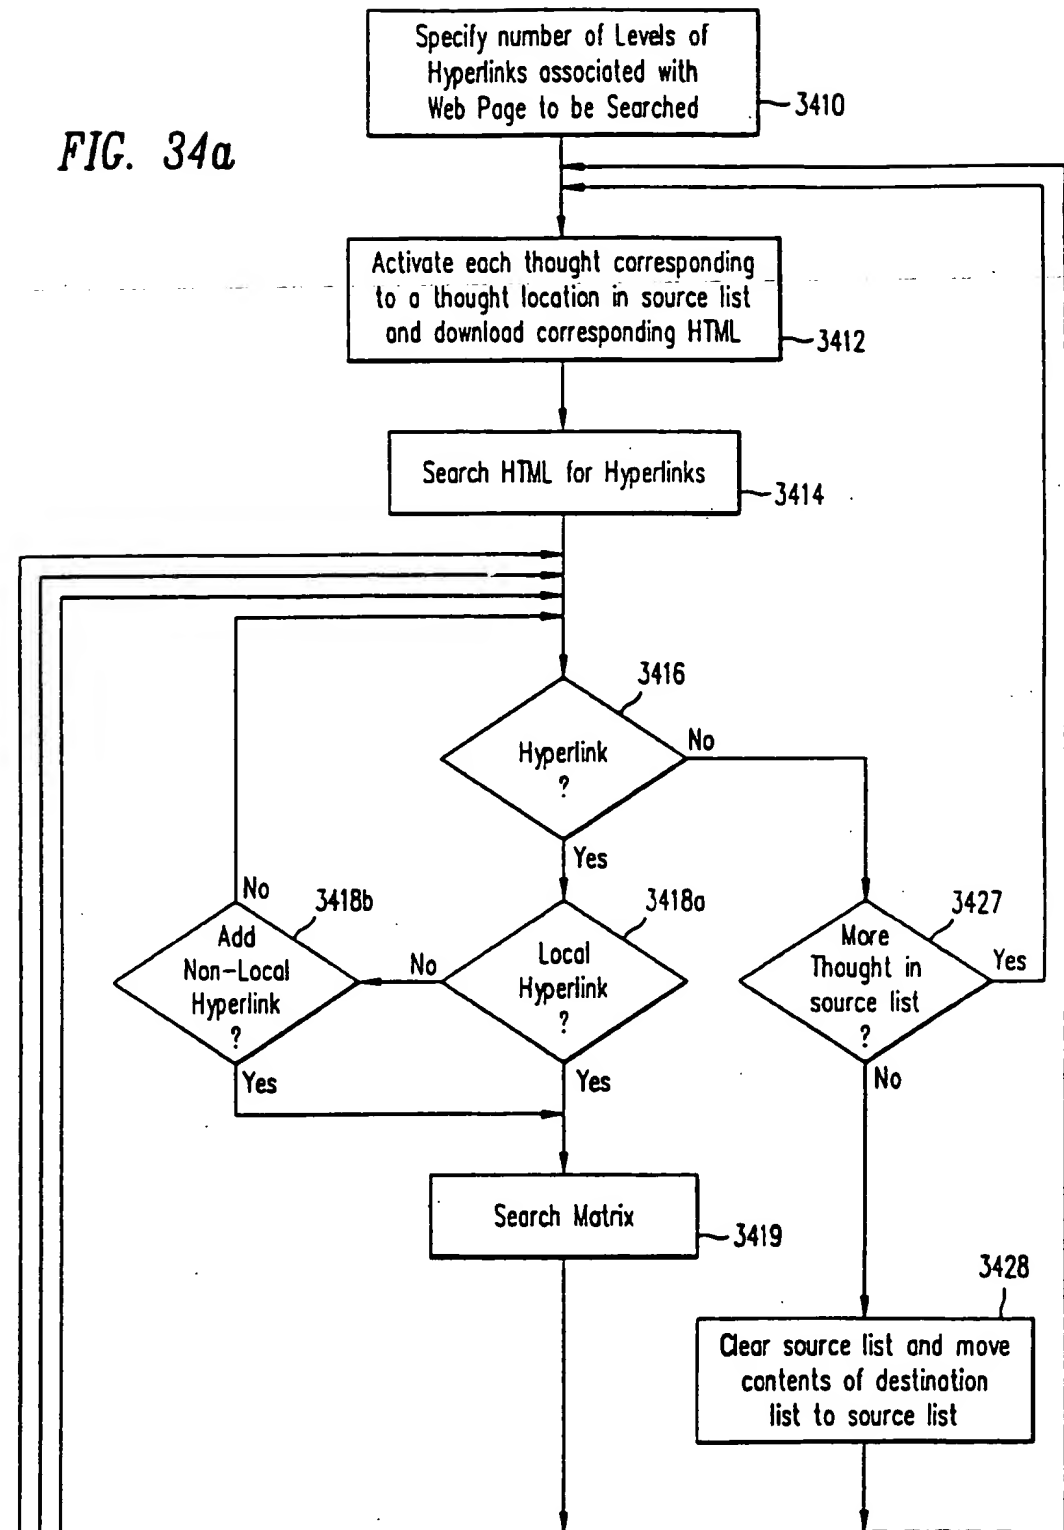 Specify number of Levels of
Hyperlinks associated with
Web Page to be Searched
3410
FIG. 34a
Activate each thought corresponding
to a thought location in source list
and download corresponding HTML
3412
Search HTML for Hyperlinks
3414
3416
Hyperlink
?
No
Yes
No
3418b
Add
Non-Local
Hyperlink
?
Yes
No
3418a
Local
Hyperlink
?
Yes
3427
More
Thought in
source list
?
Yes
No
Search Matrix
3419
3428
Clear source list and move
contents of destination
list to source list